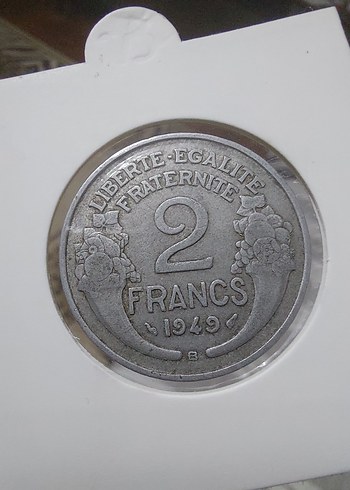 LIBERTE·EGALITE
FRATERNITE
2
FRANCS
1949
B